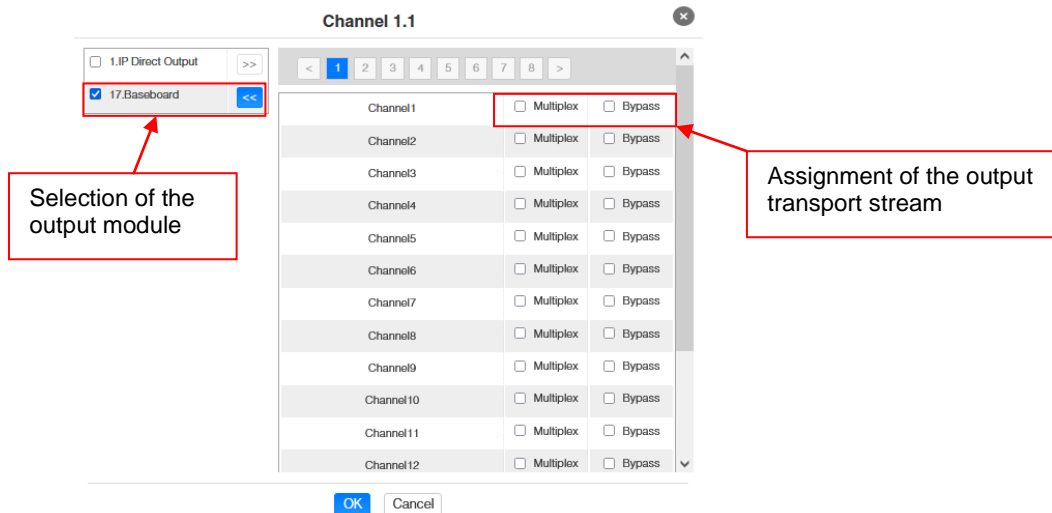 Channel 1.1
1.IP Direct Output >>
17.Baseboard <<
< 1 2 3 4 5 6 7 8 >
Channel1 Multiplex Bypass
Channel2 Multiplex Bypass
Channel3 Multiplex Bypass
Channel4 Multiplex Bypass
Channel5 Multiplex Bypass
Channel6 Multiplex Bypass
Channel7 Multiplex Bypass
Channel8 Multiplex Bypass
Channel9 Multiplex Bypass
Channel10 Multiplex Bypass
Channel11 Multiplex Bypass
Channel12 Multiplex Bypass
Selection of the
output module
Assignment of the output
transport stream
OK Cancel